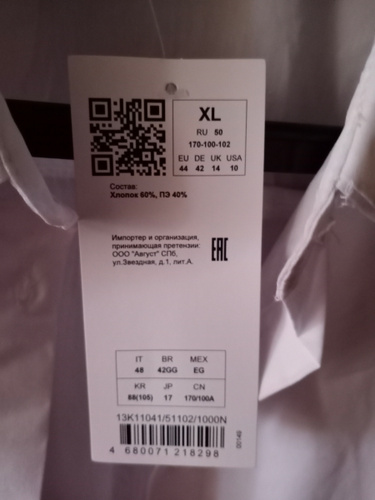 XL
RU 50
170-100-102
EU DE UK USA
44 42 14 10
Состав:
Хлопок 60%, ПЭ 40%
Импортер и организация,
принимающая претензии:
ООО "Август" СПб,
ул.Звездная, д.1, лит.А.
EAC
IT BR MEX
48 42GG EG
KR JP CN
88(105) 17 170/100A
13K11041/51102/1000N
00149
4 680071 218298